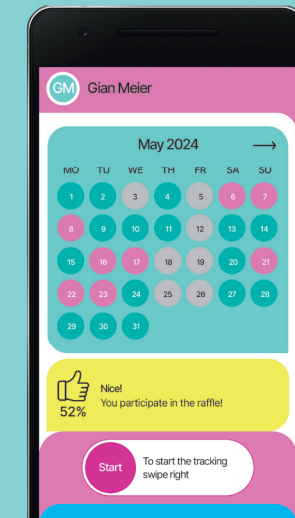 GM Gian Meier
May 2024
MO TU WE TH FR SA SU
1 2 3 4 5 6 7
8 9 10 11 12 13 14
15 16 17 18 19 20 21
22 23 24 25 26 27 28
29 30 31
Nice!
You participate in the raffle!
52%
Start
To start the tracking
swipe right